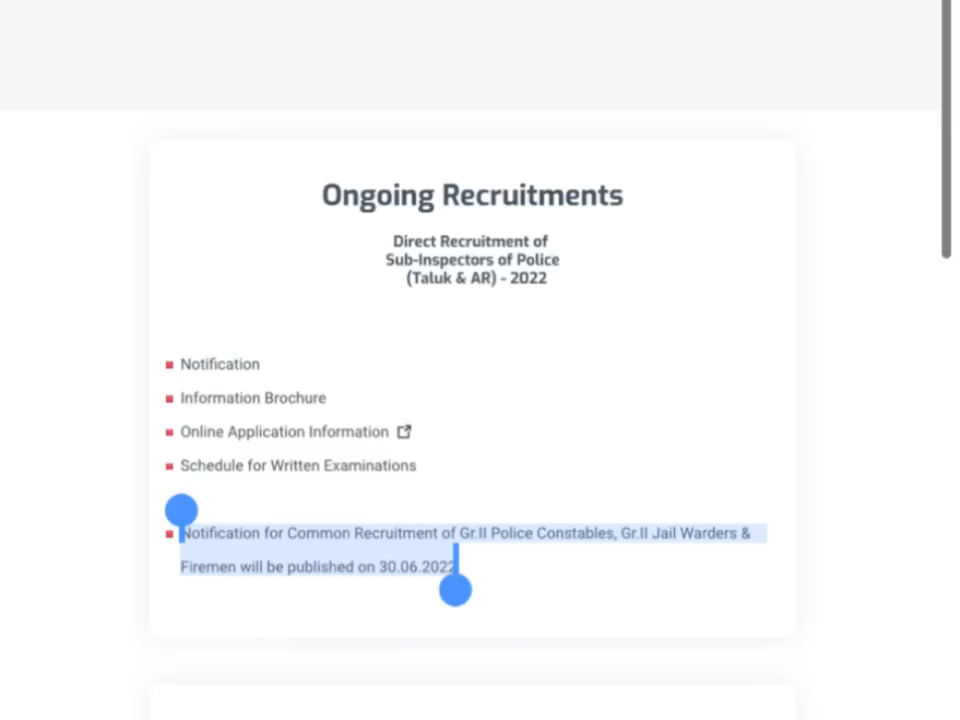 Ongoing Recruitments
Direct Recruitment of
Sub-Inspectors of Police
(Taluk & AR) - 2022
Notification
Information Brochure
Online Application Information
Schedule for Written Examinations
Notification for Common Recruitment of Gr.II Police Constables, Gr.II Jail Warders &
Firemen will be published on 30.06.2022